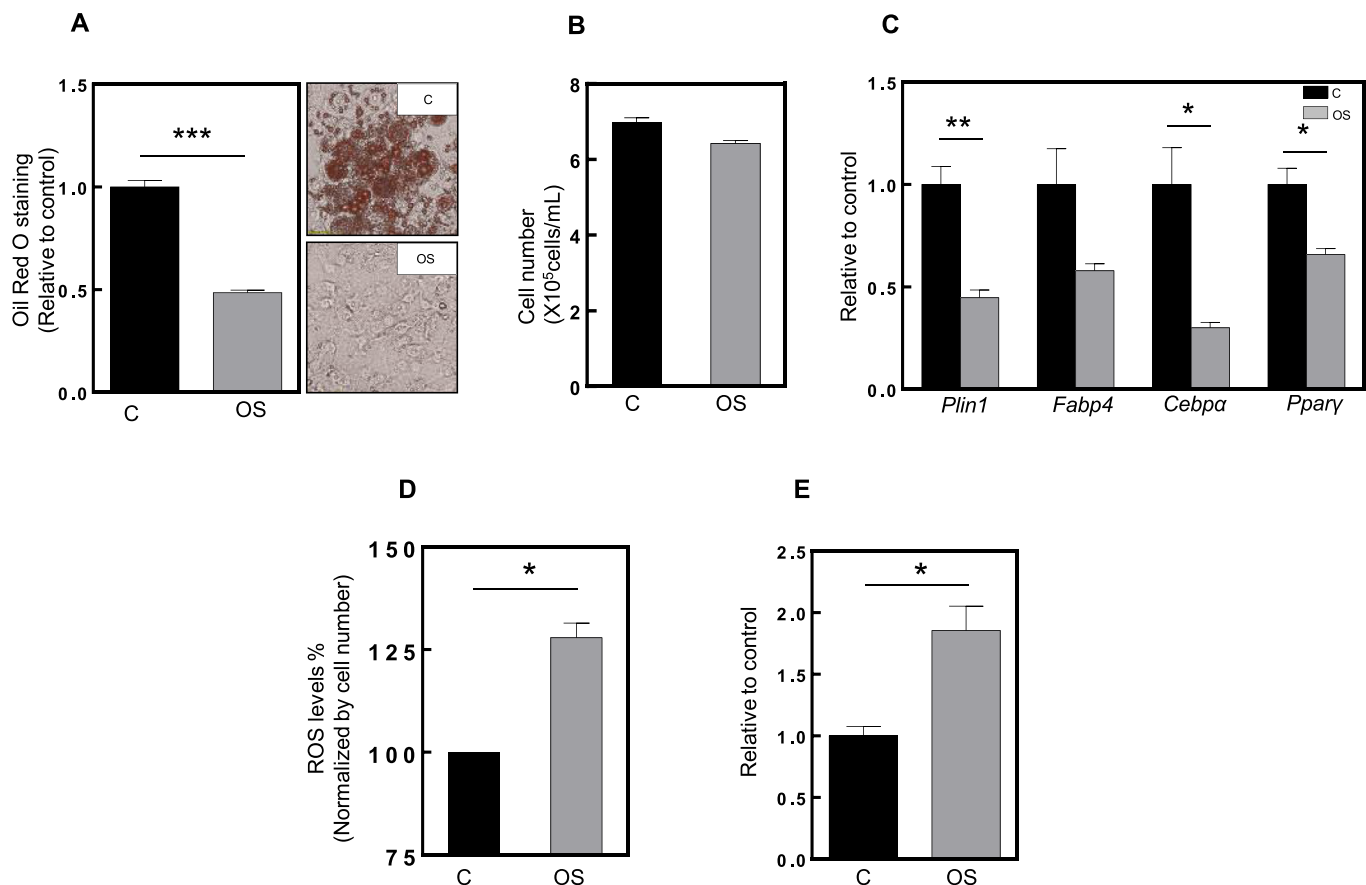 A
Oil Red O staining
(Relative to control)
1.5
1.0
0.5
0.0
***
C
OS
C
OS
B
Cell number
(X10⁵cells/mL)
8
6
4
2
0
C
OS
C
Relative to control
1.5
1.0
0.5
0.0
C
OS
**
*
*
Plin1
Fabp4
Cebpα
Pparγ
D
ROS levels %
(Normalized by cell number)
150
125
100
75
*
C
OS
E
Relative to control
2.5
2.0
1.5
1.0
0.5
0.0
*
C
OS